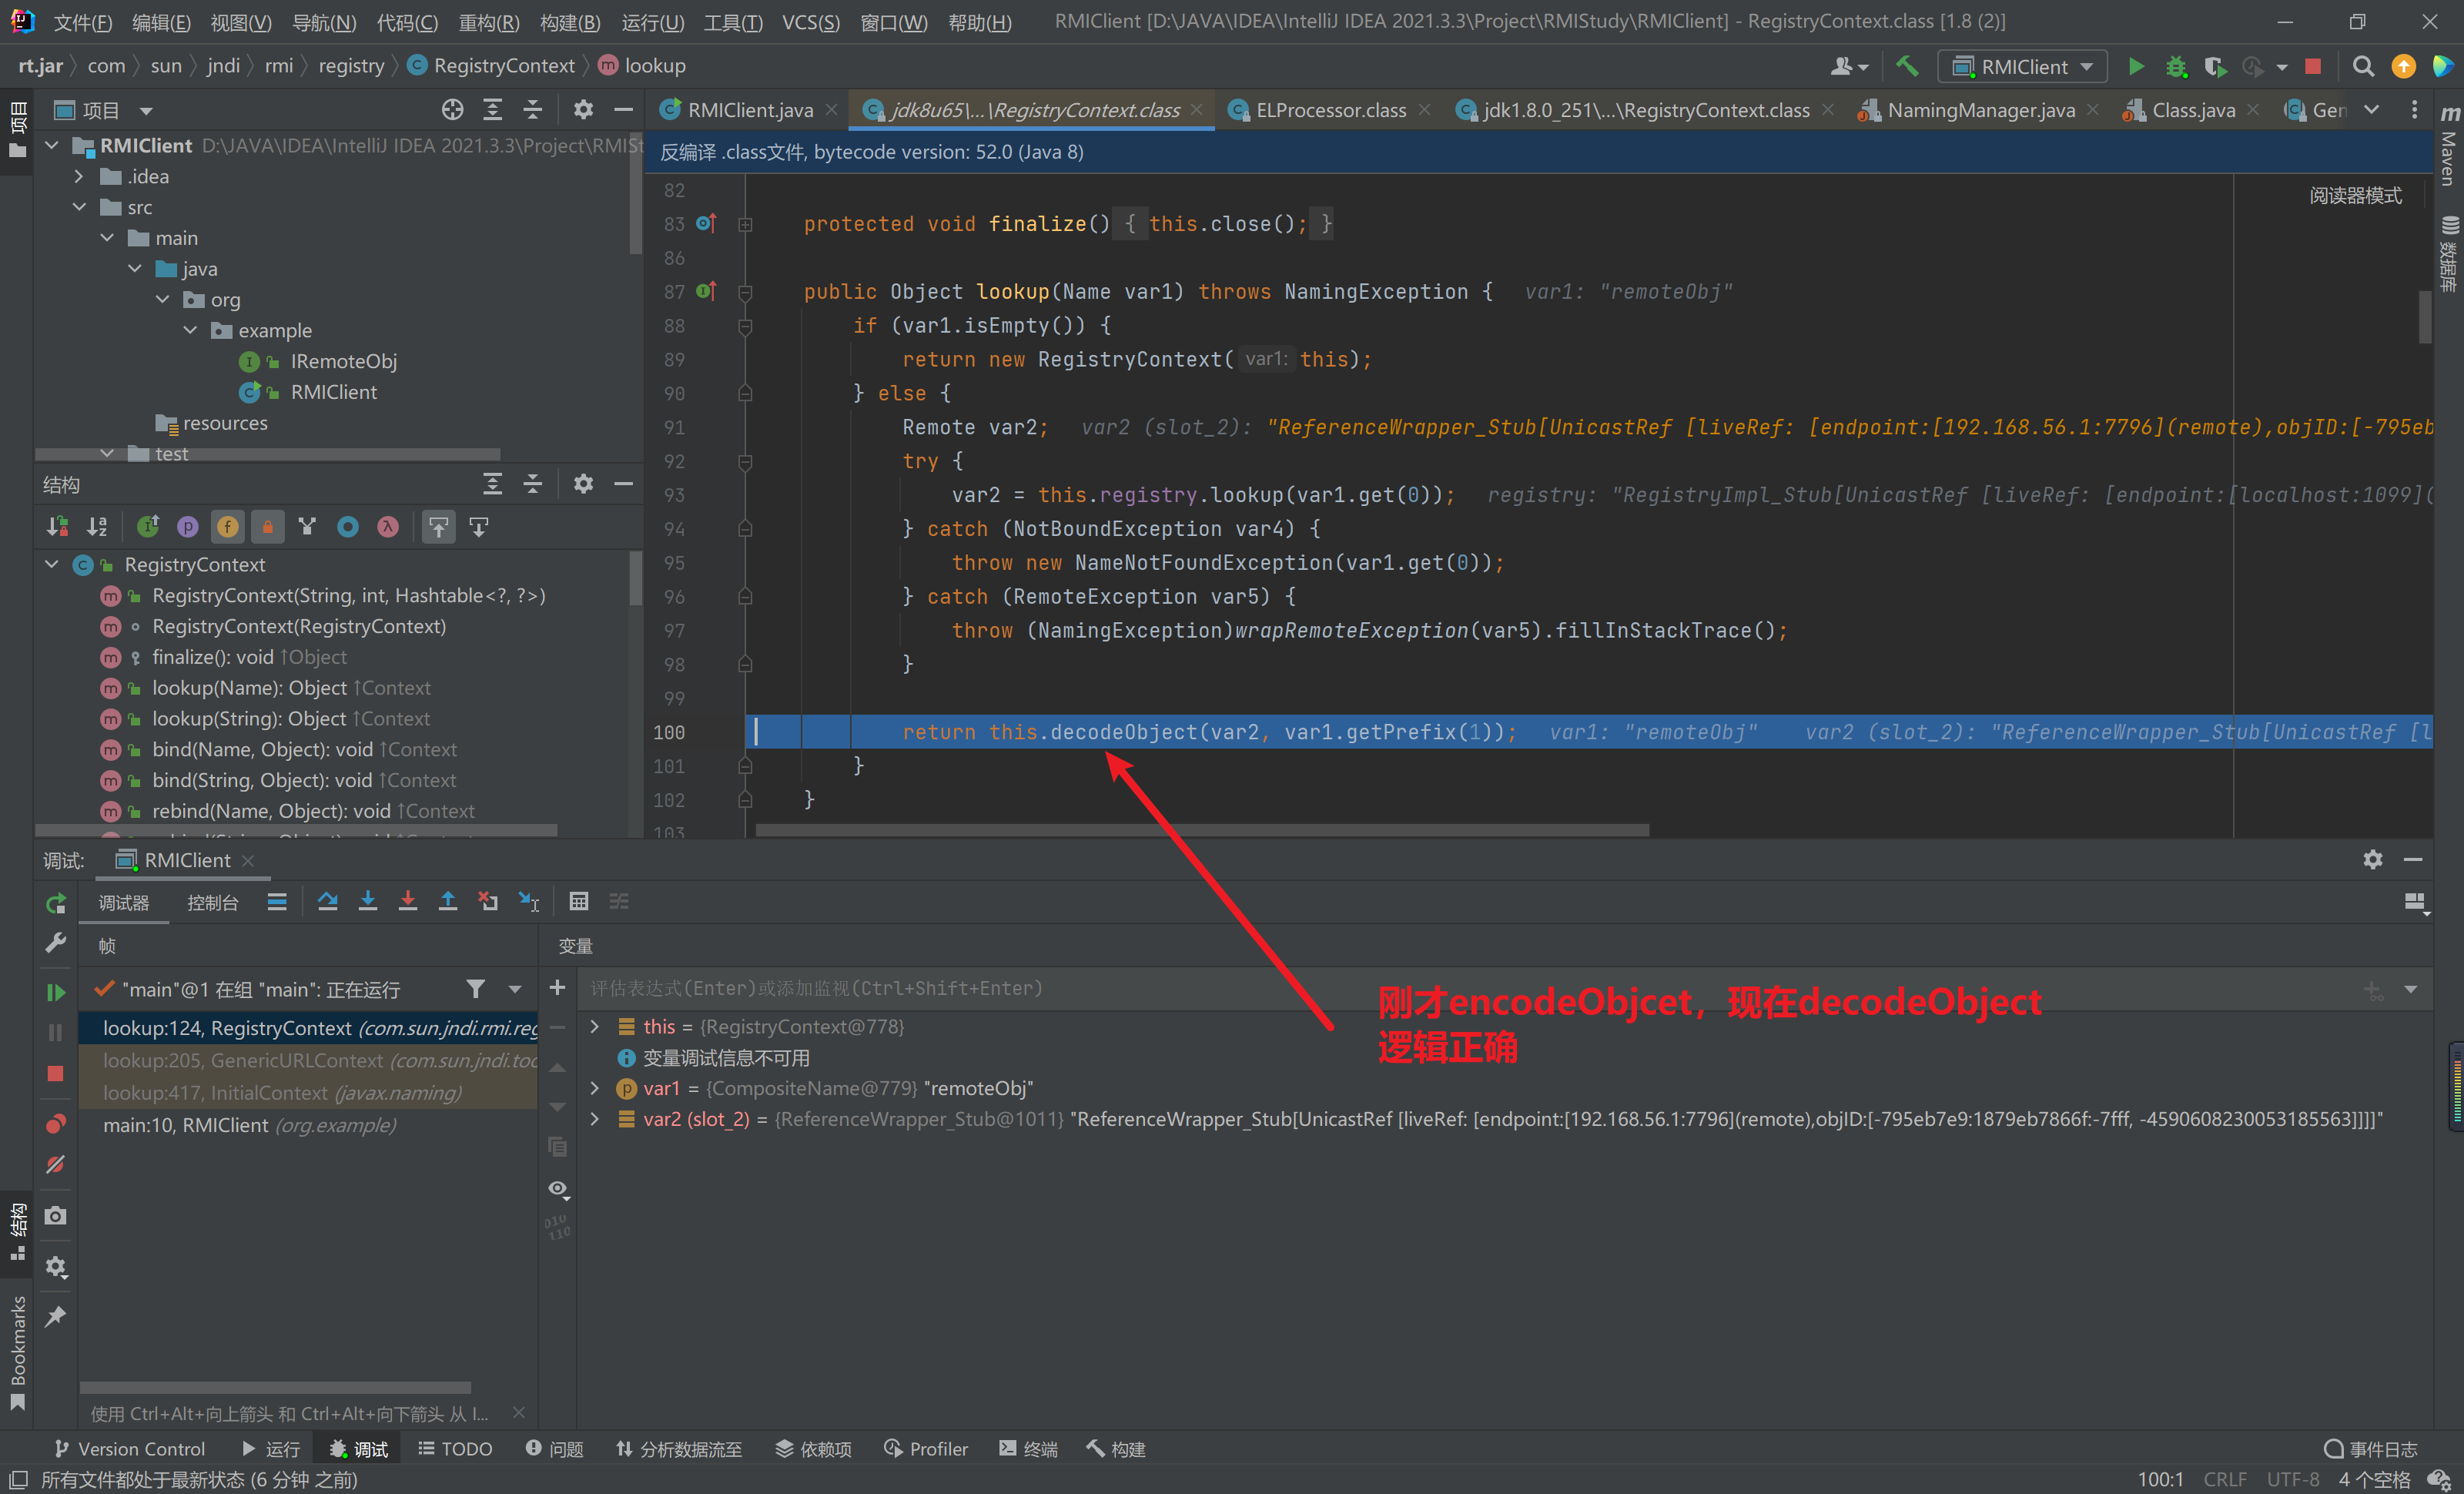 文件(F) 编辑(E) 视图(V) 导航(N) 代码(C) 重构(R) 构建(B) 运行(U) 工具(T) VCS(S) 窗口(W) 帮助(H) RMIClient [D:\JAVA\IDEA\IntelliJ IDEA 2021.3.3\Project\RMIStudy\RMIClient] - RegistryContext.class [1.8 (2)]
rt.jar com sun jndi rmi registry RegistryContext lookup RMIClient
项目
RMIClient.java jdk8u65\...\RegistryContext.class ELProcessor.class jdk1.8.0_251\...\RegistryContext.class NamingManager.java Class.java Gen
RMIClient D:\JAVA\IDEA\IntelliJ IDEA 2021.3.3\Project\RMISt
.idea
src
main
java
org
example
IRemoteObj
RMIClient
resources
test
反编译 .class文件, bytecode version: 52.0 (Java 8)
阅读器模式
82
83 protected void finalize() { this.close(); }
86
87 public Object lookup(Name var1) throws NamingException { var1: "remoteObj"
88 if (var1.isEmpty()) {
89 return new RegistryContext( var1: this);
90 } else {
91 Remote var2; var2 (slot_2): "ReferenceWrapper_Stub[UnicastRef [liveRef: [endpoint:[192.168.56.1:7796](remote),objID:[-795eb
92 try {
93 var2 = this.registry.lookup(var1.get(0)); registry: "RegistryImpl_Stub[UnicastRef [liveRef: [endpoint:[localhost:1099](
94 } catch (NotBoundException var4) {
95 throw new NameNotFoundException(var1.get(0));
96 } catch (RemoteException var5) {
97 throw (NamingException)wrapRemoteException(var5).fillInStackTrace();
98 }
99
100 return this.decodeObject(var2, var1.getPrefix(1)); var1: "remoteObj" var2 (slot_2): "ReferenceWrapper_Stub[UnicastRef [l
101 }
102 }
103
结构
RegistryContext
RegistryContext(String, int, Hashtable<?, ?>)
RegistryContext(RegistryContext)
finalize(): void ↑Object
lookup(Name): Object ↑Context
lookup(String): Object ↑Context
bind(Name, Object): void ↑Context
bind(String, Object): void ↑Context
rebind(Name, Object): void ↑Context
调试: RMIClient
调试器 控制台
帧
变量
"main"@1 在组 "main": 正在运行
评估表达式(Enter)或添加监视(Ctrl+Shift+Enter)
lookup:124, RegistryContext (com.sun.jndi.rmi.reg
lookup:205, GenericURLContext (com.sun.jndi.too
lookup:417, InitialContext (javax.naming)
main:10, RMIClient (org.example)
this = {RegistryContext@778}
变量调试信息不可用
var1 = {CompositeName@779} "remoteObj"
var2 (slot_2) = {ReferenceWrapper_Stub@1011} "ReferenceWrapper_Stub[UnicastRef [liveRef: [endpoint:[192.168.56.1:7796](remote),objID:[-795eb7e9:1879eb7866f:-7fff, -4590608230053185563]]]]"
刚才encodeObjcet，现在decodeObject
逻辑正确
使用 Ctrl+Alt+向上箭头 和 Ctrl+Alt+向下箭头 从 I...
项目
结构
Bookmarks
Maven
数据库
Version Control 运行 调试 TODO 问题 分析数据流至 依赖项 Profiler 终端 构建 事件日志
所有文件都处于最新状态 (6 分钟 之前) 100:1 CRLF UTF-8 4 个空格